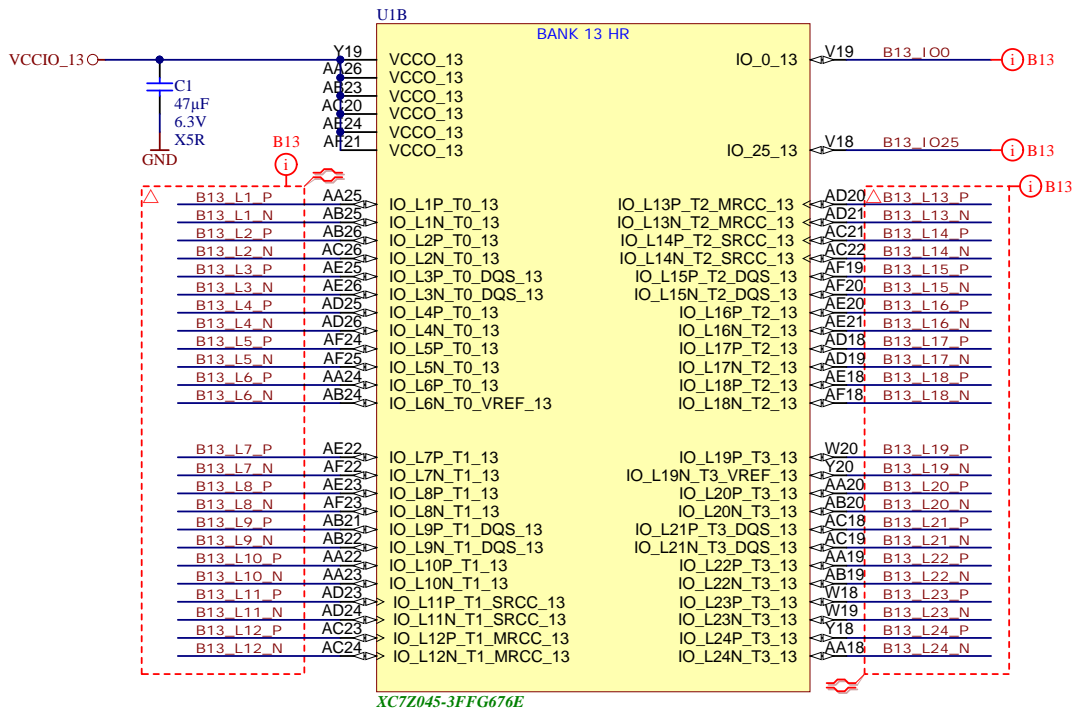 U1B
BANK 13 HR
VCCIO_13 Y19 VCCO_13 IO_0_13 V19 B13_IO0 i B13
AA26 VCCO_13
C1 AB23 VCCO_13
47µF AC20 VCCO_13
6.3V AE24 VCCO_13
X5R AF21 VCCO_13 IO_25_13 V18 B13_IO25 i B13
GND
B13
i
i B13
B13_L1_P AA25 IO_L1P_T0_13 IO_L13P_T2_MRCC_13 AD20 B13_L13_P
B13_L1_N AB25 IO_L1N_T0_13 IO_L13N_T2_MRCC_13 AD21 B13_L13_N
B13_L2_P AB26 IO_L2P_T0_13 IO_L14P_T2_SRCC_13 AC21 B13_L14_P
B13_L2_N AC26 IO_L2N_T0_13 IO_L14N_T2_SRCC_13 AC22 B13_L14_N
B13_L3_P AE25 IO_L3P_T0_DQS_13 IO_L15P_T2_DQS_13 AF19 B13_L15_P
B13_L3_N AE26 IO_L3N_T0_DQS_13 IO_L15N_T2_DQS_13 AF20 B13_L15_N
B13_L4_P AD25 IO_L4P_T0_13 IO_L16P_T2_13 AE20 B13_L16_P
B13_L4_N AD26 IO_L4N_T0_13 IO_L16N_T2_13 AE21 B13_L16_N
B13_L5_P AF24 IO_L5P_T0_13 IO_L17P_T2_13 AD18 B13_L17_P
B13_L5_N AF25 IO_L5N_T0_13 IO_L17N_T2_13 AD19 B13_L17_N
B13_L6_P AA24 IO_L6P_T0_13 IO_L18P_T2_13 AE18 B13_L18_P
B13_L6_N AB24 IO_L6N_T0_VREF_13 IO_L18N_T2_13 AF18 B13_L18_N
B13_L7_P AE22 IO_L7P_T1_13 IO_L19P_T3_13 W20 B13_L19_P
B13_L7_N AF22 IO_L7N_T1_13 IO_L19N_T3_VREF_13 Y20 B13_L19_N
B13_L8_P AE23 IO_L8P_T1_13 IO_L20P_T3_13 AA20 B13_L20_P
B13_L8_N AF23 IO_L8N_T1_13 IO_L20N_T3_13 AB20 B13_L20_N
B13_L9_P AB21 IO_L9P_T1_DQS_13 IO_L21P_T3_DQS_13 AC18 B13_L21_P
B13_L9_N AB22 IO_L9N_T1_DQS_13 IO_L21N_T3_DQS_13 AC19 B13_L21_N
B13_L10_P AA22 IO_L10P_T1_13 IO_L22P_T3_13 AA19 B13_L22_P
B13_L10_N AA23 IO_L10N_T1_13 IO_L22N_T3_13 AB19 B13_L22_N
B13_L11_P AD23 IO_L11P_T1_SRCC_13 IO_L23P_T3_13 W18 B13_L23_P
B13_L11_N AD24 IO_L11N_T1_SRCC_13 IO_L23N_T3_13 W19 B13_L23_N
B13_L12_P AC23 IO_L12P_T1_MRCC_13 IO_L24P_T3_13 Y18 B13_L24_P
B13_L12_N AC24 IO_L12N_T1_MRCC_13 IO_L24N_T3_13 AA18 B13_L24_N
XC7Z045-3FFG676E